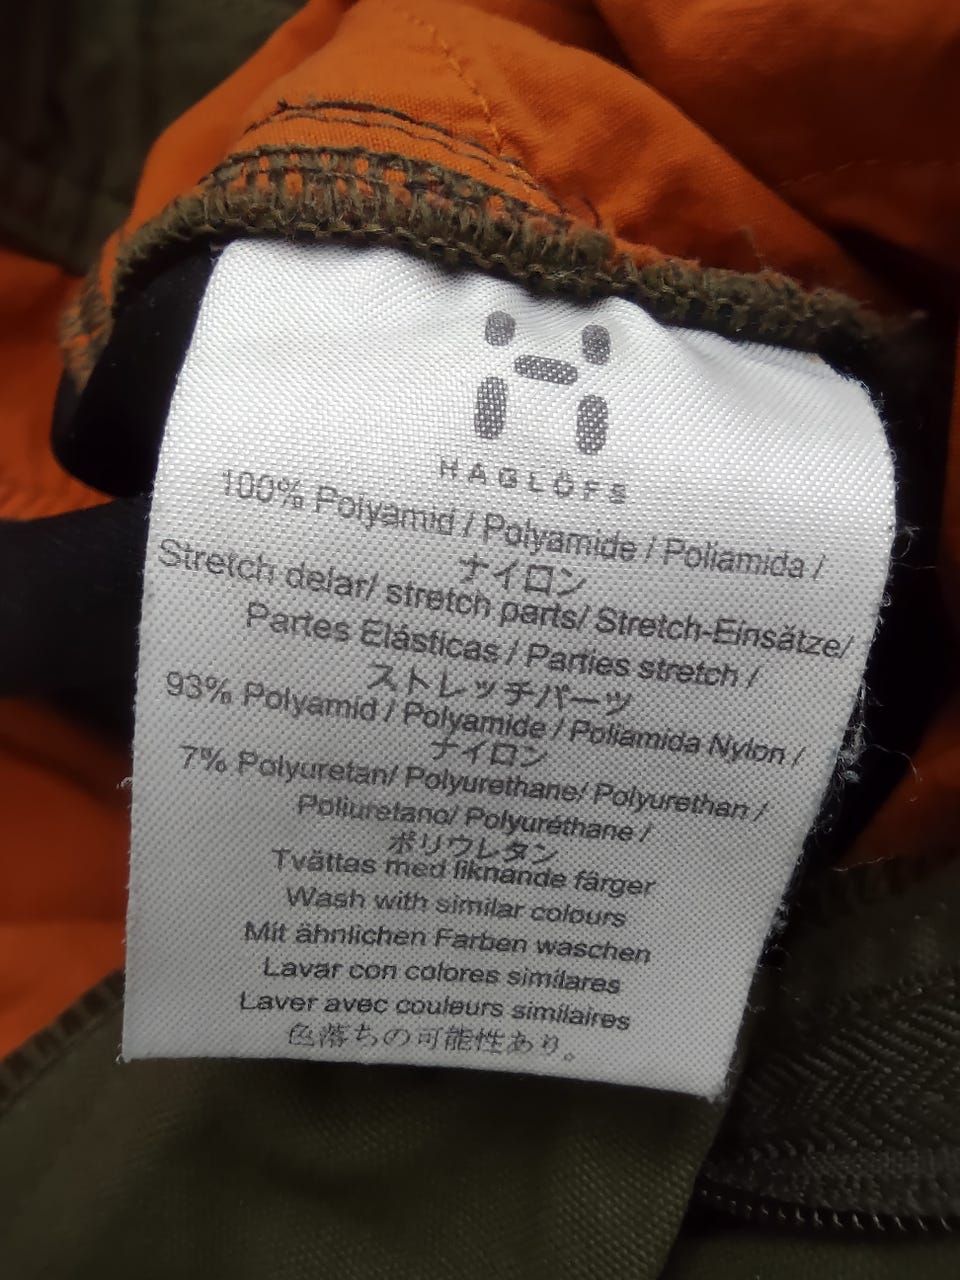 HAGLÖFS
100% Polyamid / Polyamide / Poliamida /
ナイロン
Stretch delar/ stretch parts/ Stretch-Einsätze/
Partes Elásticas / Parties stretch /
ストレッチパーツ
93% Polyamid / Polyamide / Poliamida Nylon /
ナイロン
7% Polyuretan/ Polyurethane/ Polyurethan /
Poliuretano/ Polyuréthane /
ポリウレタン
Tvättas med liknande färger
Wash with similar colours
Mit ähnlichen Farben waschen
Lavar con colores similares
Laver avec couleurs similaires
色落ちの可能性あり。